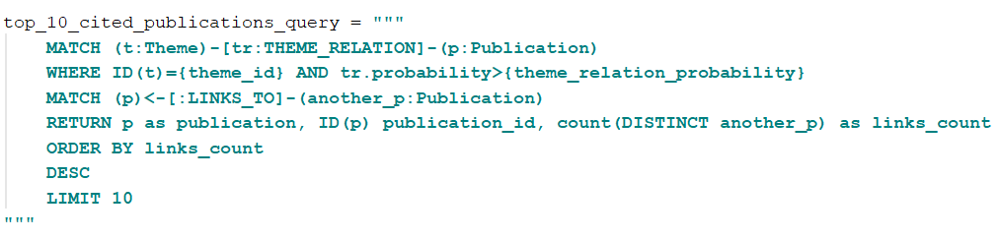 top_10_cited_publications_query = """
MATCH (t:Theme)-[tr:THEME_RELATION]-(p:Publication)
WHERE ID(t)={theme_id} AND tr.probability>{theme_relation_probability}
MATCH (p)<-[:LINKS_TO]-(another_p:Publication)
RETURN p as publication, ID(p) publication_id, count(DISTINCT another_p) as links_count
ORDER BY links_count
DESC
LIMIT 10
"""